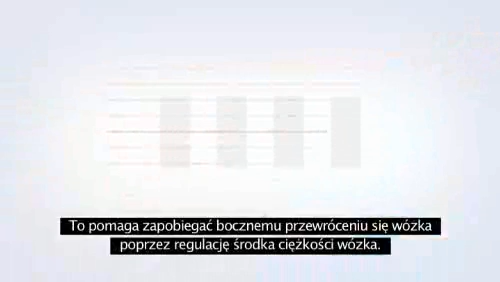 To pomaga zapobiegać bocznemu przewróceniu się wózka
poprzez regulację środka ciężkości wózka.